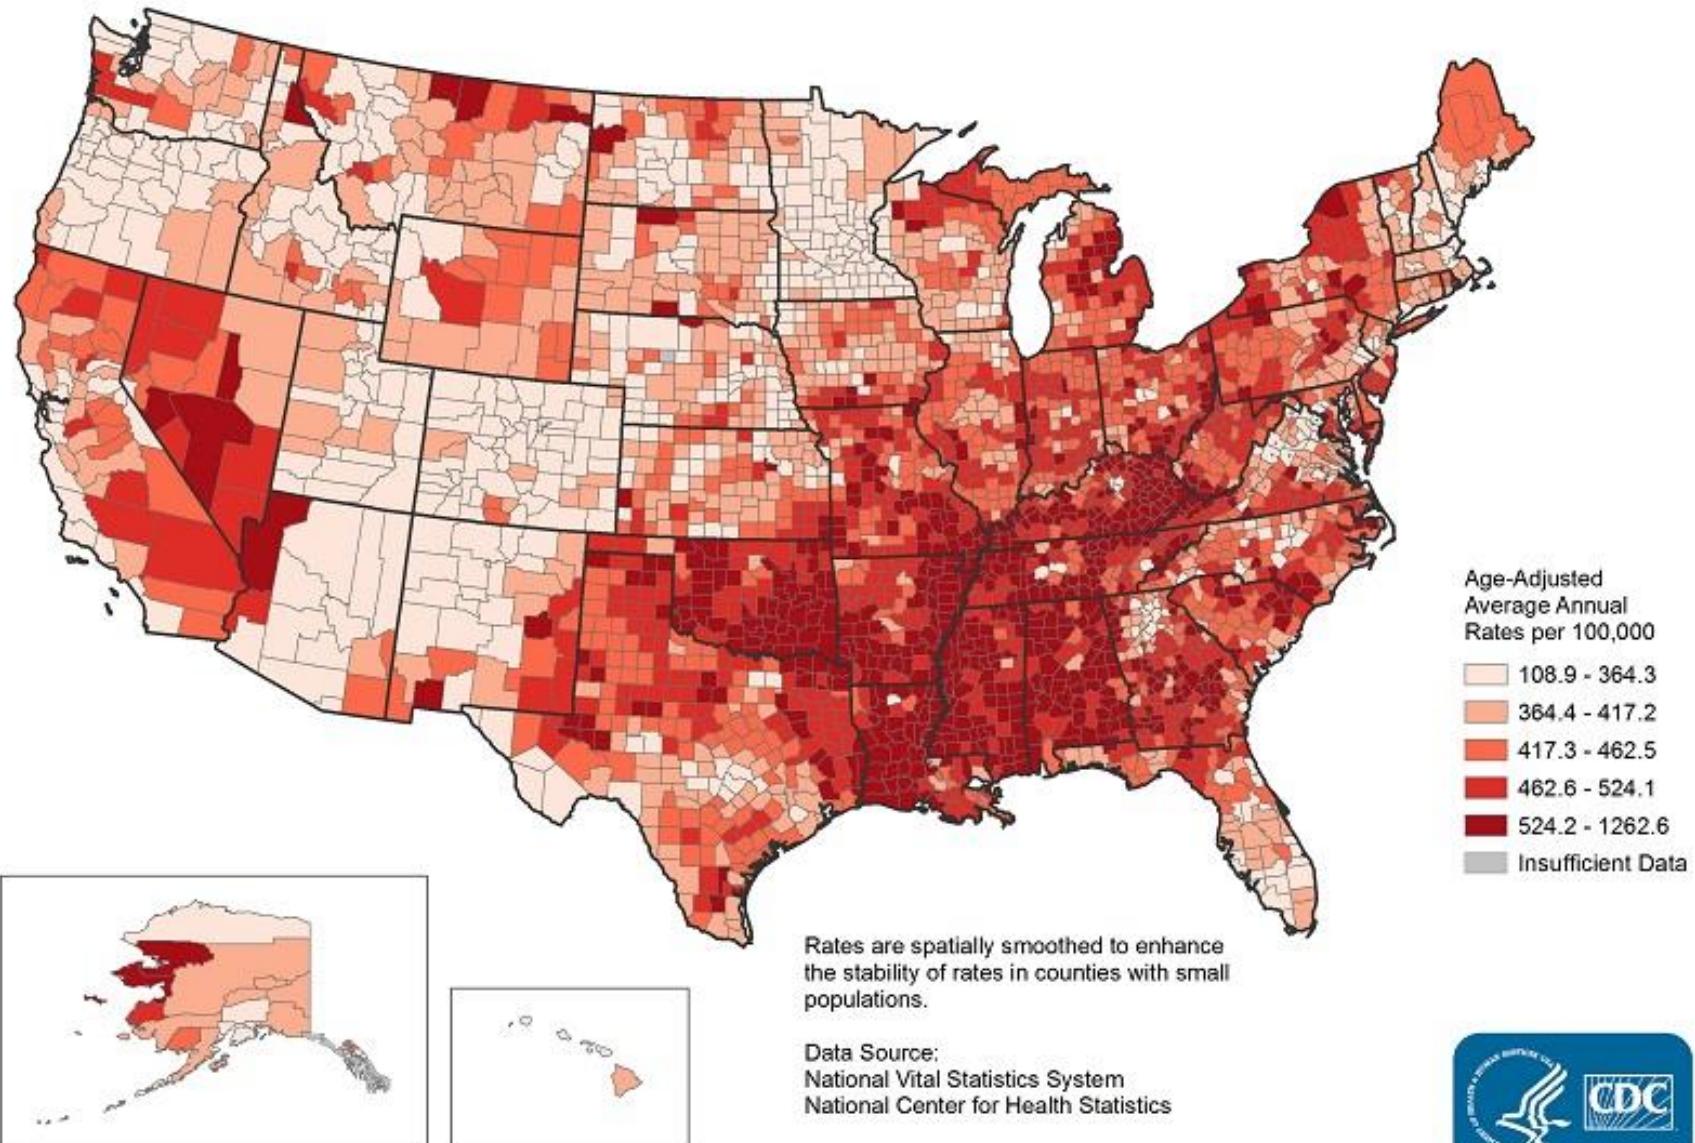 Age-Adjusted
Average Annual
Rates per 100,000
108.9 - 364.3
364.4 - 417.2
417.3 - 462.5
462.6 - 524.1
524.2 - 1262.6
Insufficient Data
Rates are spatially smoothed to enhance
the stability of rates in counties with small
populations.
Data Source:
National Vital Statistics System
National Center for Health Statistics
CDC